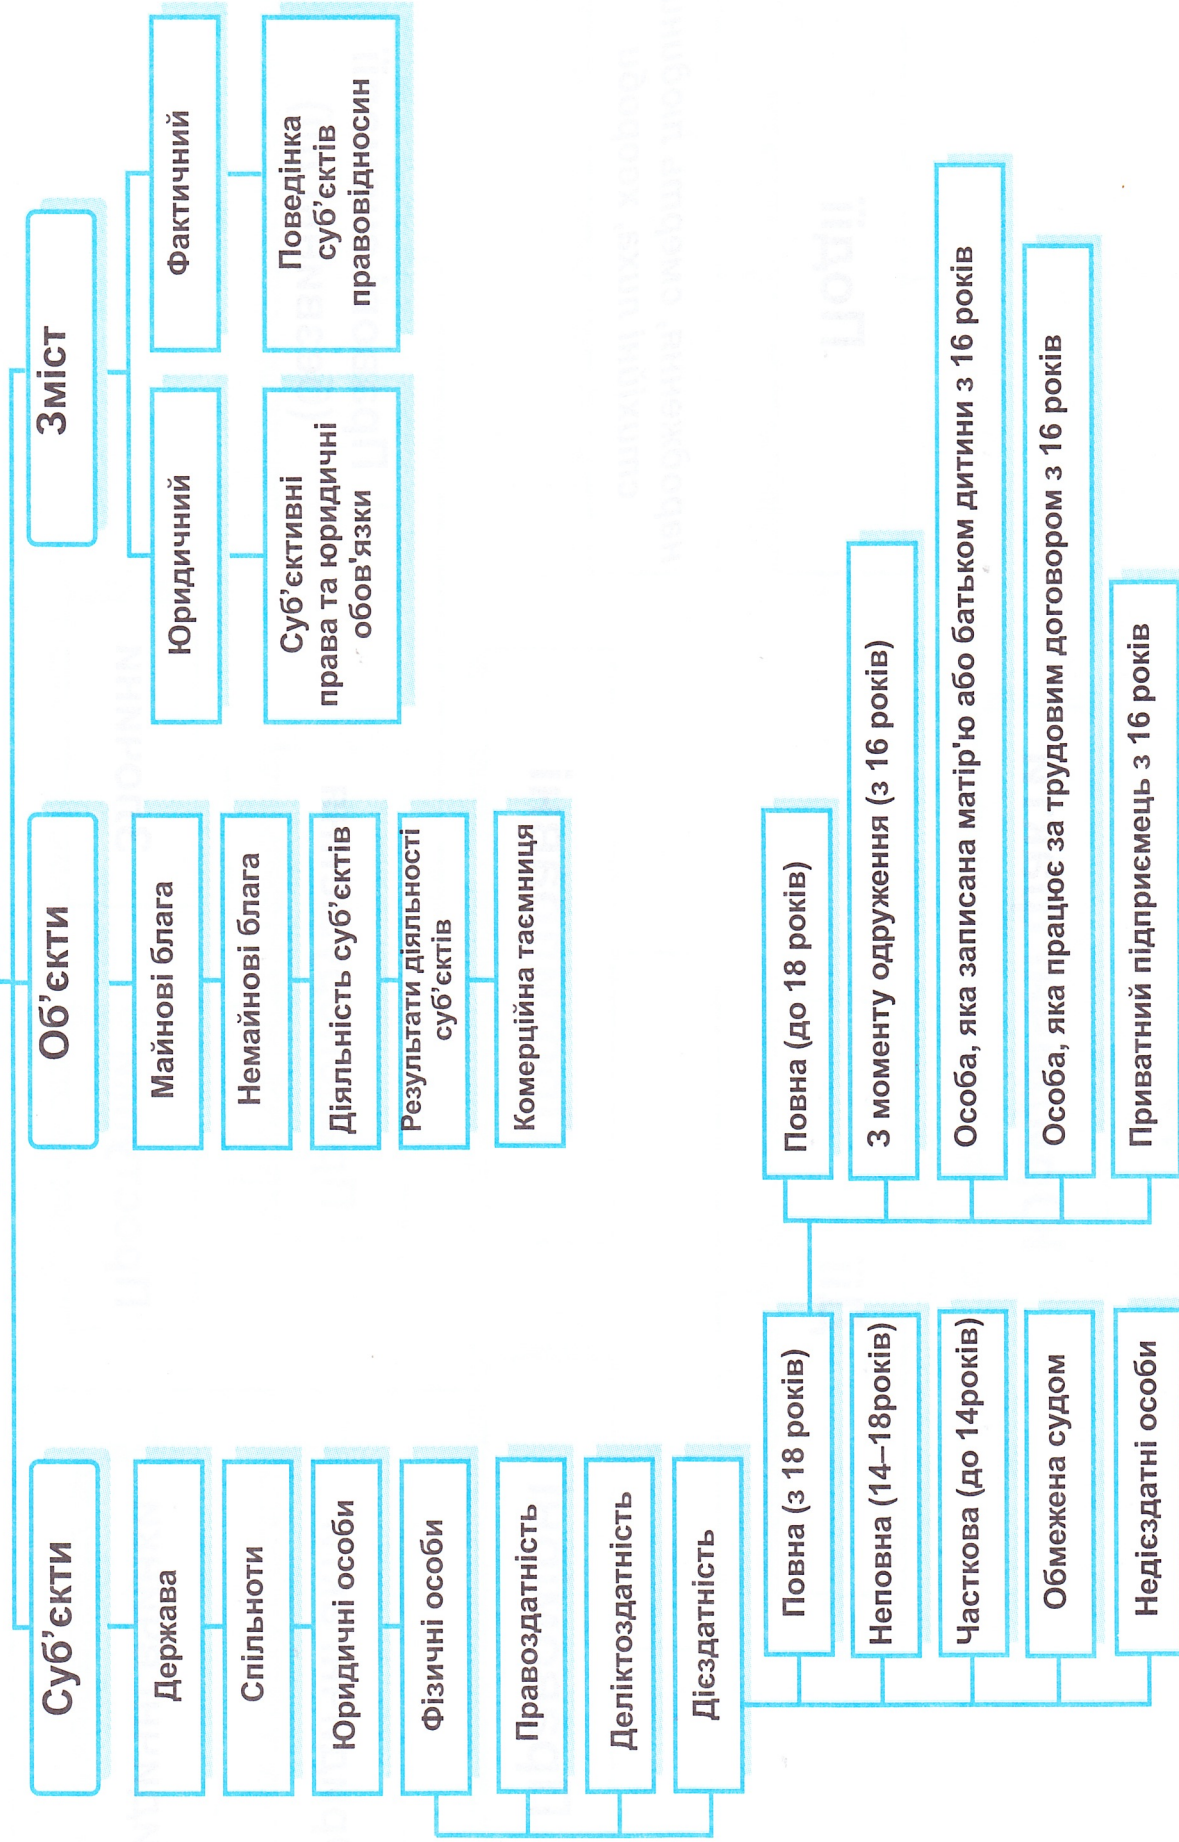 Суб’єкти
Держава
Спільноти
Юридичні особи
Фізичні особи
Правоздатність
Деліктоздатність
Дієздатність
Повна (з 18 років)
Неповна (14–18років)
Часткова (до 14років)
Обмежена судом
Недієздатні особи
Повна (до 18 років)
З моменту одруження (з 16 років)
Особа, яка записана матір'ю або батьком дитини з 16 років
Особа, яка працює за трудовим договором з 16 років
Приватний підприємець з 16 років
Об’єкти
Майнові блага
Немайнові блага
Діяльність суб’єктів
Результати діяльності
суб’єктів
Комерційна таємниця
Зміст
Юридичний
Суб’єктивні
права та юридичні
обов'язки
Фактичний
Поведінка
суб’єктів
правовідносин